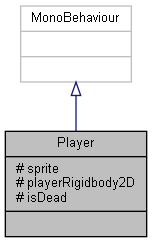 MonoBehaviour
Player
# sprite
# playerRigidbody2D
# isDead